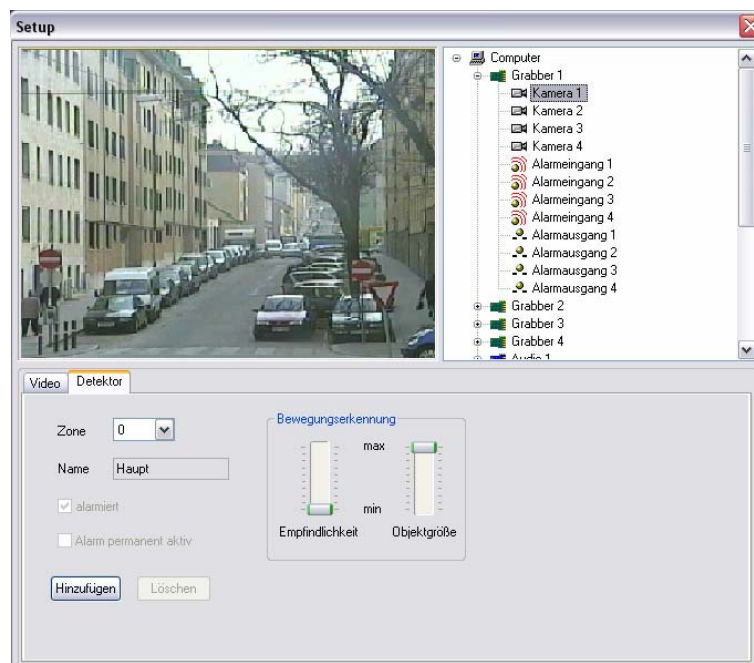 Setup
Computer
Grabber 1
Kamera 1
Kamera 2
Kamera 3
Kamera 4
Alarmeingang 1
Alarmeingang 2
Alarmeingang 3
Alarmeingang 4
Alarmausgang 1
Alarmausgang 2
Alarmausgang 3
Alarmausgang 4
Grabber 2
Grabber 3
Grabber 4
Audio 1
Video
Detektor
Zone 0
Name Haupt
alarmiert
Alarm permanent aktiv
Hinzufügen
Löschen
Bewegungserkennung
max
min
Empfindlichkeit
Objektgröße